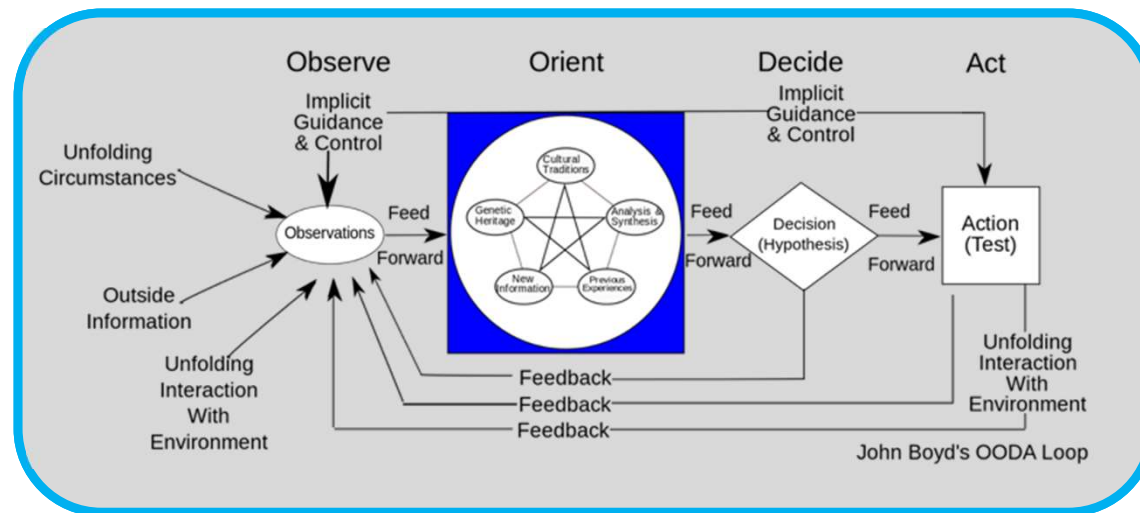 Observe
Orient
Decide
Act
Implicit
Guidance
& Control
Implicit
Guidance
& Control
Unfolding
Circumstances
Observations
Feed
Forward
Cultural
Traditions
Genetic
Heritage
Analysis &
Synthesis
New
Information
Previous
Experiences
Feed
Forward
Decision
(Hypothesis)
Feed
Forward
Action
(Test)
Outside
Information
Unfolding
Interaction
With
Environment
Feedback
Feedback
Feedback
Unfolding
Interaction
With
Environment
John Boyd's OODA Loop